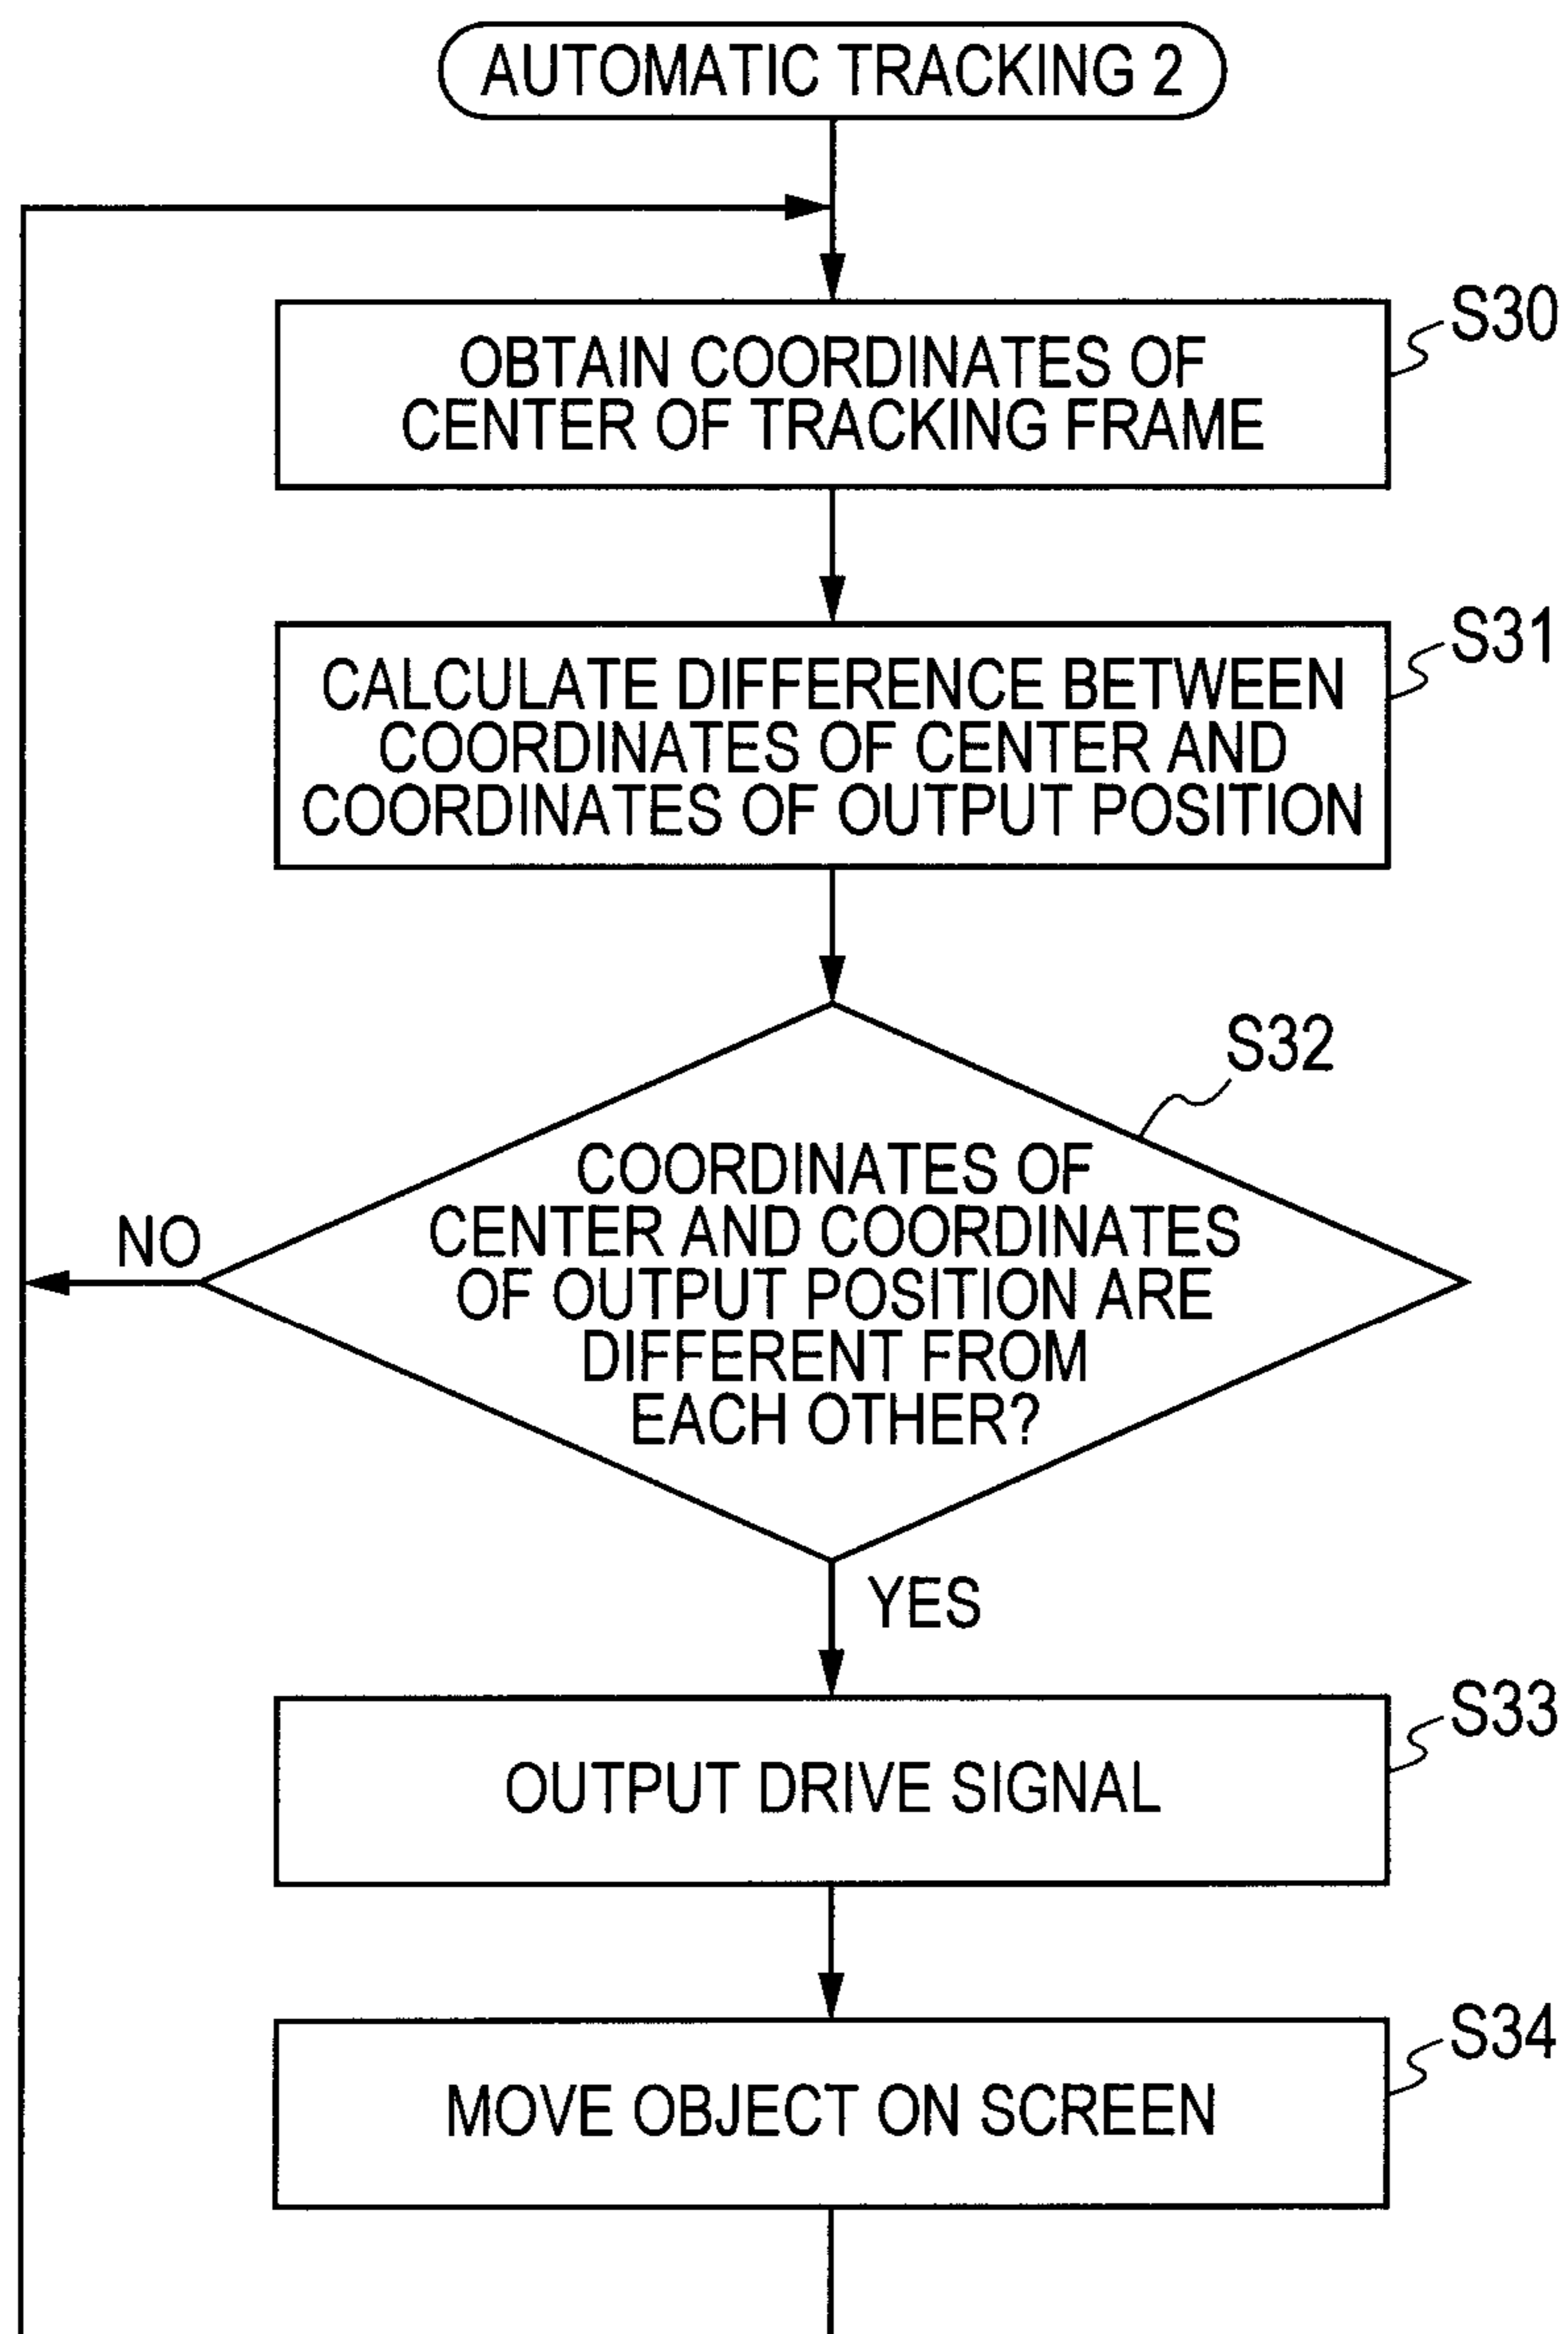 AUTOMATIC TRACKING 2
S30
OBTAIN COORDINATES OF
CENTER OF TRACKING FRAME
S31
CALCULATE DIFFERENCE BETWEEN
COORDINATES OF CENTER AND
COORDINATES OF OUTPUT POSITION
S32
COORDINATES OF
CENTER AND COORDINATES
OF OUTPUT POSITION ARE
DIFFERENT FROM
EACH OTHER?
NO
YES
S33
OUTPUT DRIVE SIGNAL
S34
MOVE OBJECT ON SCREEN